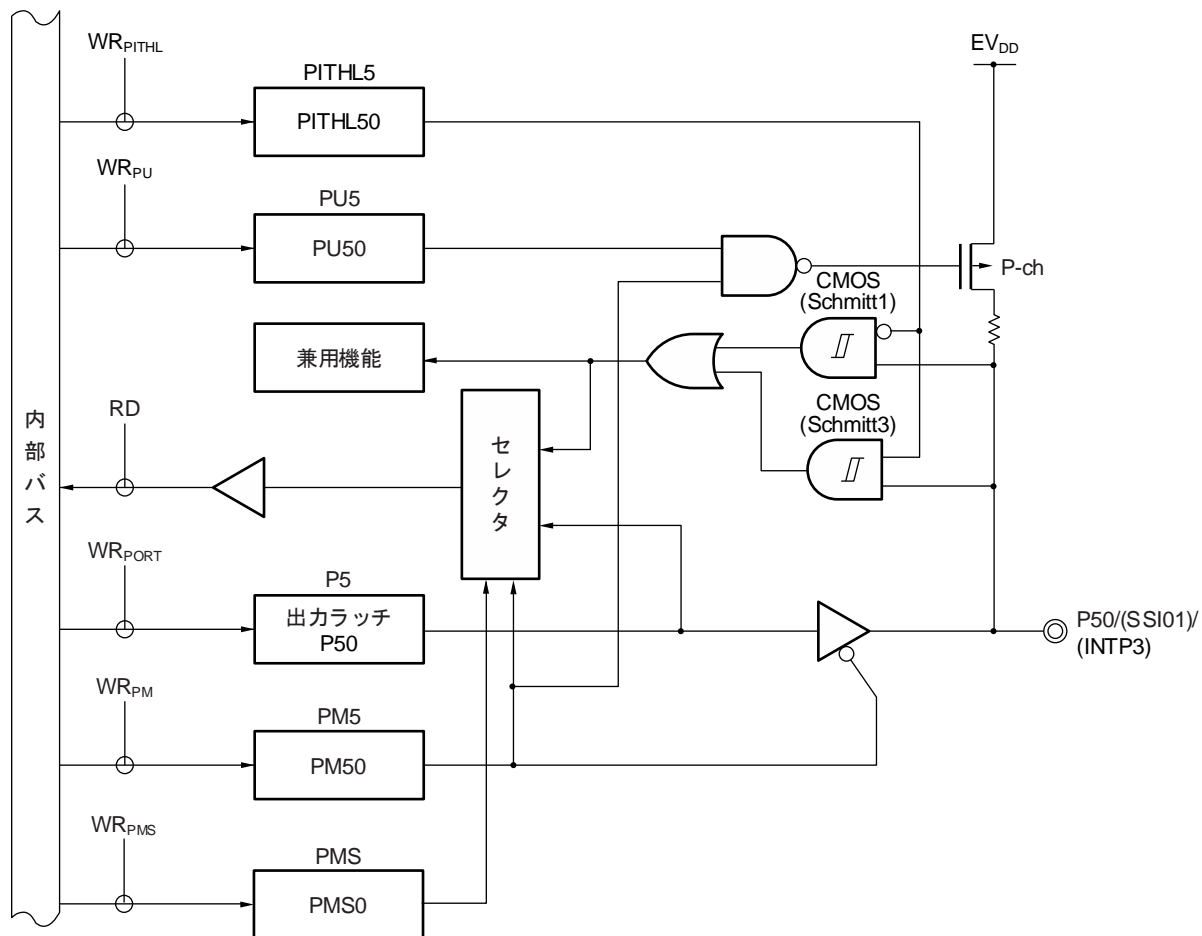 WRPITHL
EVDD
PITHL5
PITHL50
WRPU
PU5
PU50
P-ch
CMOS
(Schmitt1)
兼用機能
CMOS
(Schmitt3)
内部バス
RD
セレクタ
WRPORT
P5
出力ラッチ
P50
P50/(SSI01)/
(INTP3)
WRPM
PM5
PM50
WRPMS
PMS
PMS0